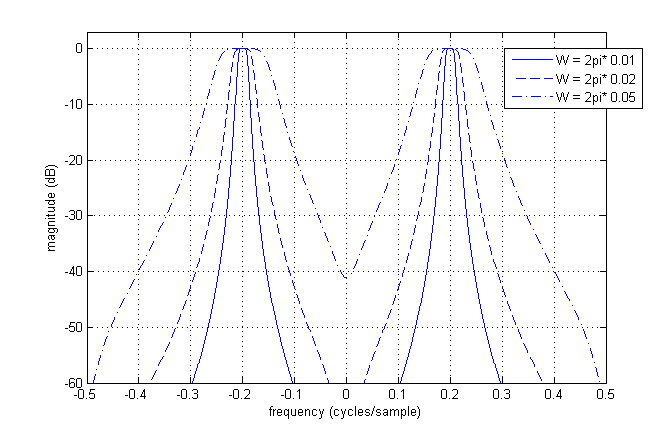 0
-10
-20
-30
-40
-50
-60
magnitude (dB)
W = 2pi* 0.01
W = 2pi* 0.02
W = 2pi* 0.05
-0.5 -0.4 -0.3 -0.2 -0.1 0 0.1 0.2 0.3 0.4 0.5
frequency (cycles/sample)